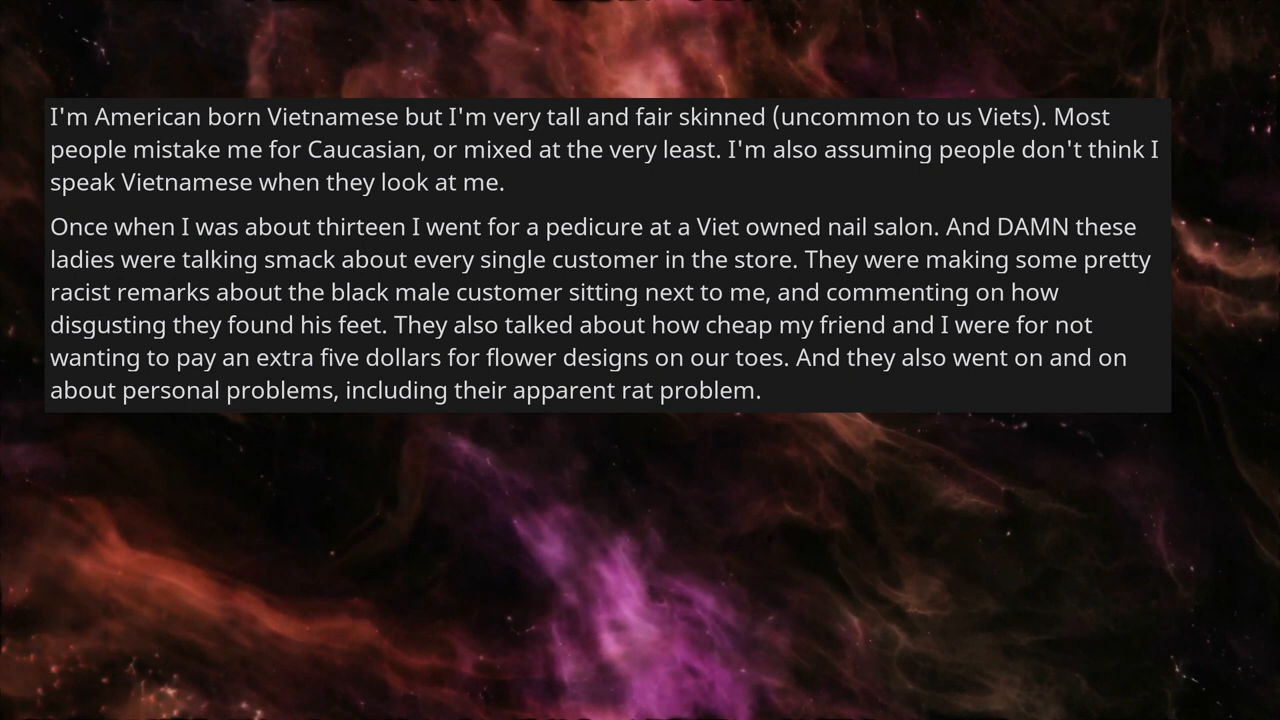 I'm American born Vietnamese but I'm very tall and fair skinned (uncommon to us Viets). Most
people mistake me for Caucasian, or mixed at the very least. I'm also assuming people don't think I
speak Vietnamese when they look at me.
Once when I was about thirteen I went for a pedicure at a Viet owned nail salon. And DAMN these
ladies were talking smack about every single customer in the store. They were making some pretty
racist remarks about the black male customer sitting next to me, and commenting on how
disgusting they found his feet. They also talked about how cheap my friend and I were for not
wanting to pay an extra five dollars for flower designs on our toes. And they also went on and on
about personal problems, including their apparent rat problem.